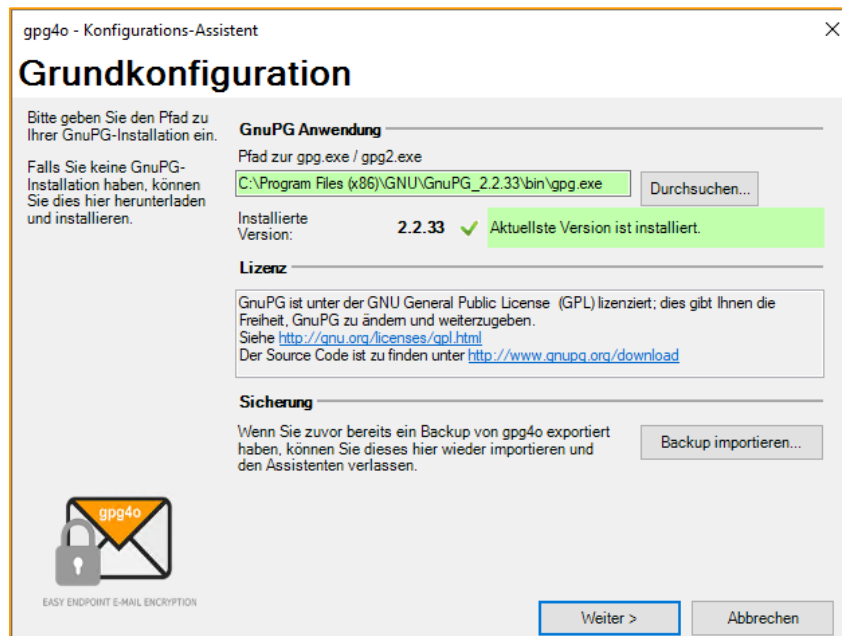 gpg4o - Konfigurations-Assistent
Grundkonfiguration
Bitte geben Sie den Pfad zu
Ihrer GnuPG-Installation ein.
Falls Sie keine GnuPG-
Installation haben, können
Sie dies hier herunterladen
und installieren.
GnuPG Anwendung
Pfad zur gpg.exe / gpg2.exe
C:\Program Files (x86)\GNU\GnuPG_2.2.33\bin\gpg.exe
Durchsuchen...
Installierte
Version:
2.2.33
Aktuellste Version ist installiert.
Lizenz
GnuPG ist unter der GNU General Public License (GPL) lizenziert; dies gibt Ihnen die
Freiheit, GnuPG zu ändern und weiterzugeben.
Siehe http://gnu.org/licenses/gpl.html
Der Source Code ist zu finden unter http://www.gnupg.org/download
Sicherung
Wenn Sie zuvor bereits ein Backup von gpg4o exportiert
haben, können Sie dieses hier wieder importieren und
den Assistenten verlassen.
Backup importieren...
gpg4o
EASY ENDPOINT E-MAIL ENCRYPTION
Weiter >
Abbrechen